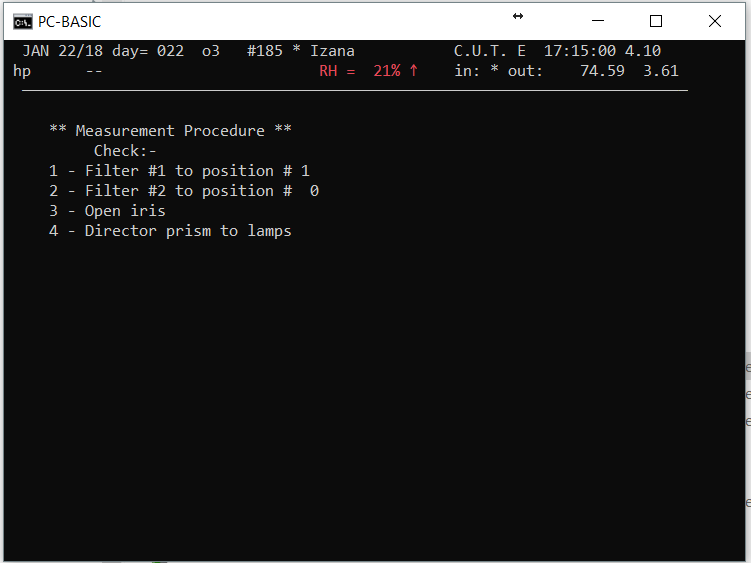 PC-BASIC
JAN 22/18 day= 022  o3   #185 * Izana           C.U.T. E  17:15:00 4.10
hp      --                        RH =  21% ↑    in: * out:    74.59  3.61
** Measurement Procedure **
Check:-
1 - Filter #1 to position # 1
2 - Filter #2 to position #  0
3 - Open iris
4 - Director prism to lamps